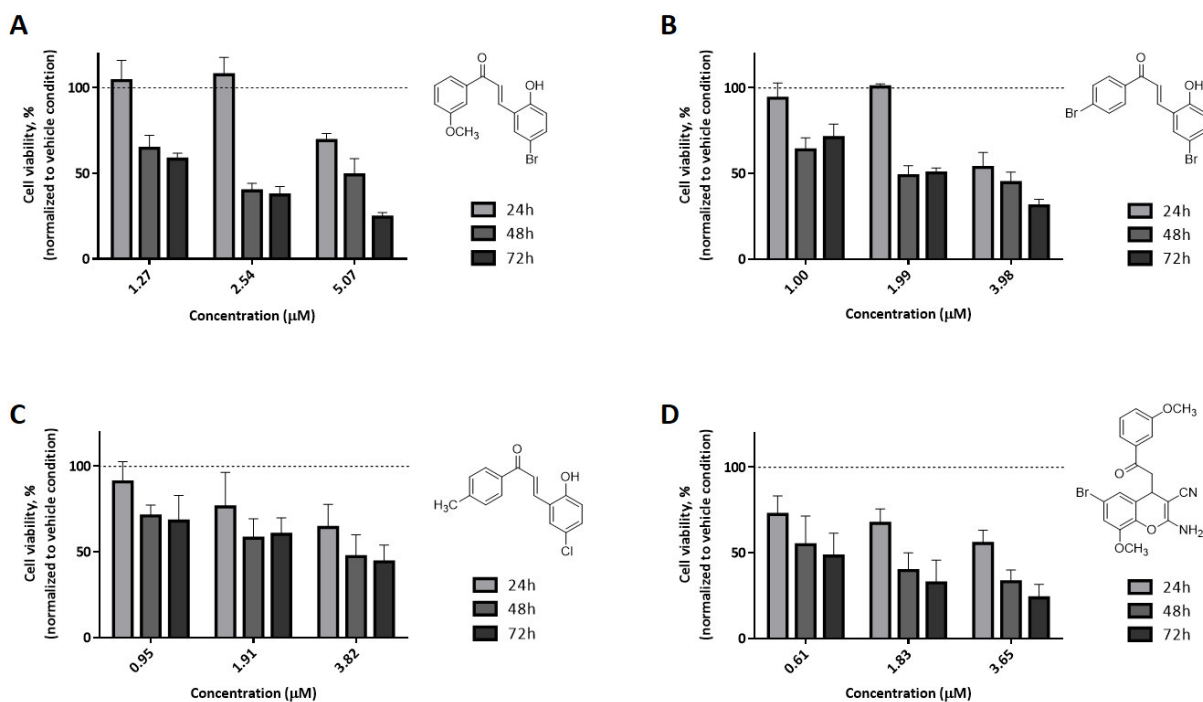 A
Cell viability, %
(normalized to vehicle condition)
100
50
0
1.27
2.54
5.07
Concentration (μM)
O
OH
OCH3
Br
24h
48h
72h
B
Cell viability, %
(normalized to vehicle condition)
100
50
0
1.00
1.99
3.98
Concentration (μM)
O
OH
Br
Br
24h
48h
72h
C
Cell viability, %
(normalized to vehicle condition)
100
50
0
0.95
1.91
3.82
Concentration (μM)
O
OH
H3C
Cl
24h
48h
72h
D
Cell viability, %
(normalized to vehicle condition)
100
50
0
0.61
1.83
3.65
Concentration (μM)
OCH3
O
Br
CN
O
NH2
OCH3
24h
48h
72h